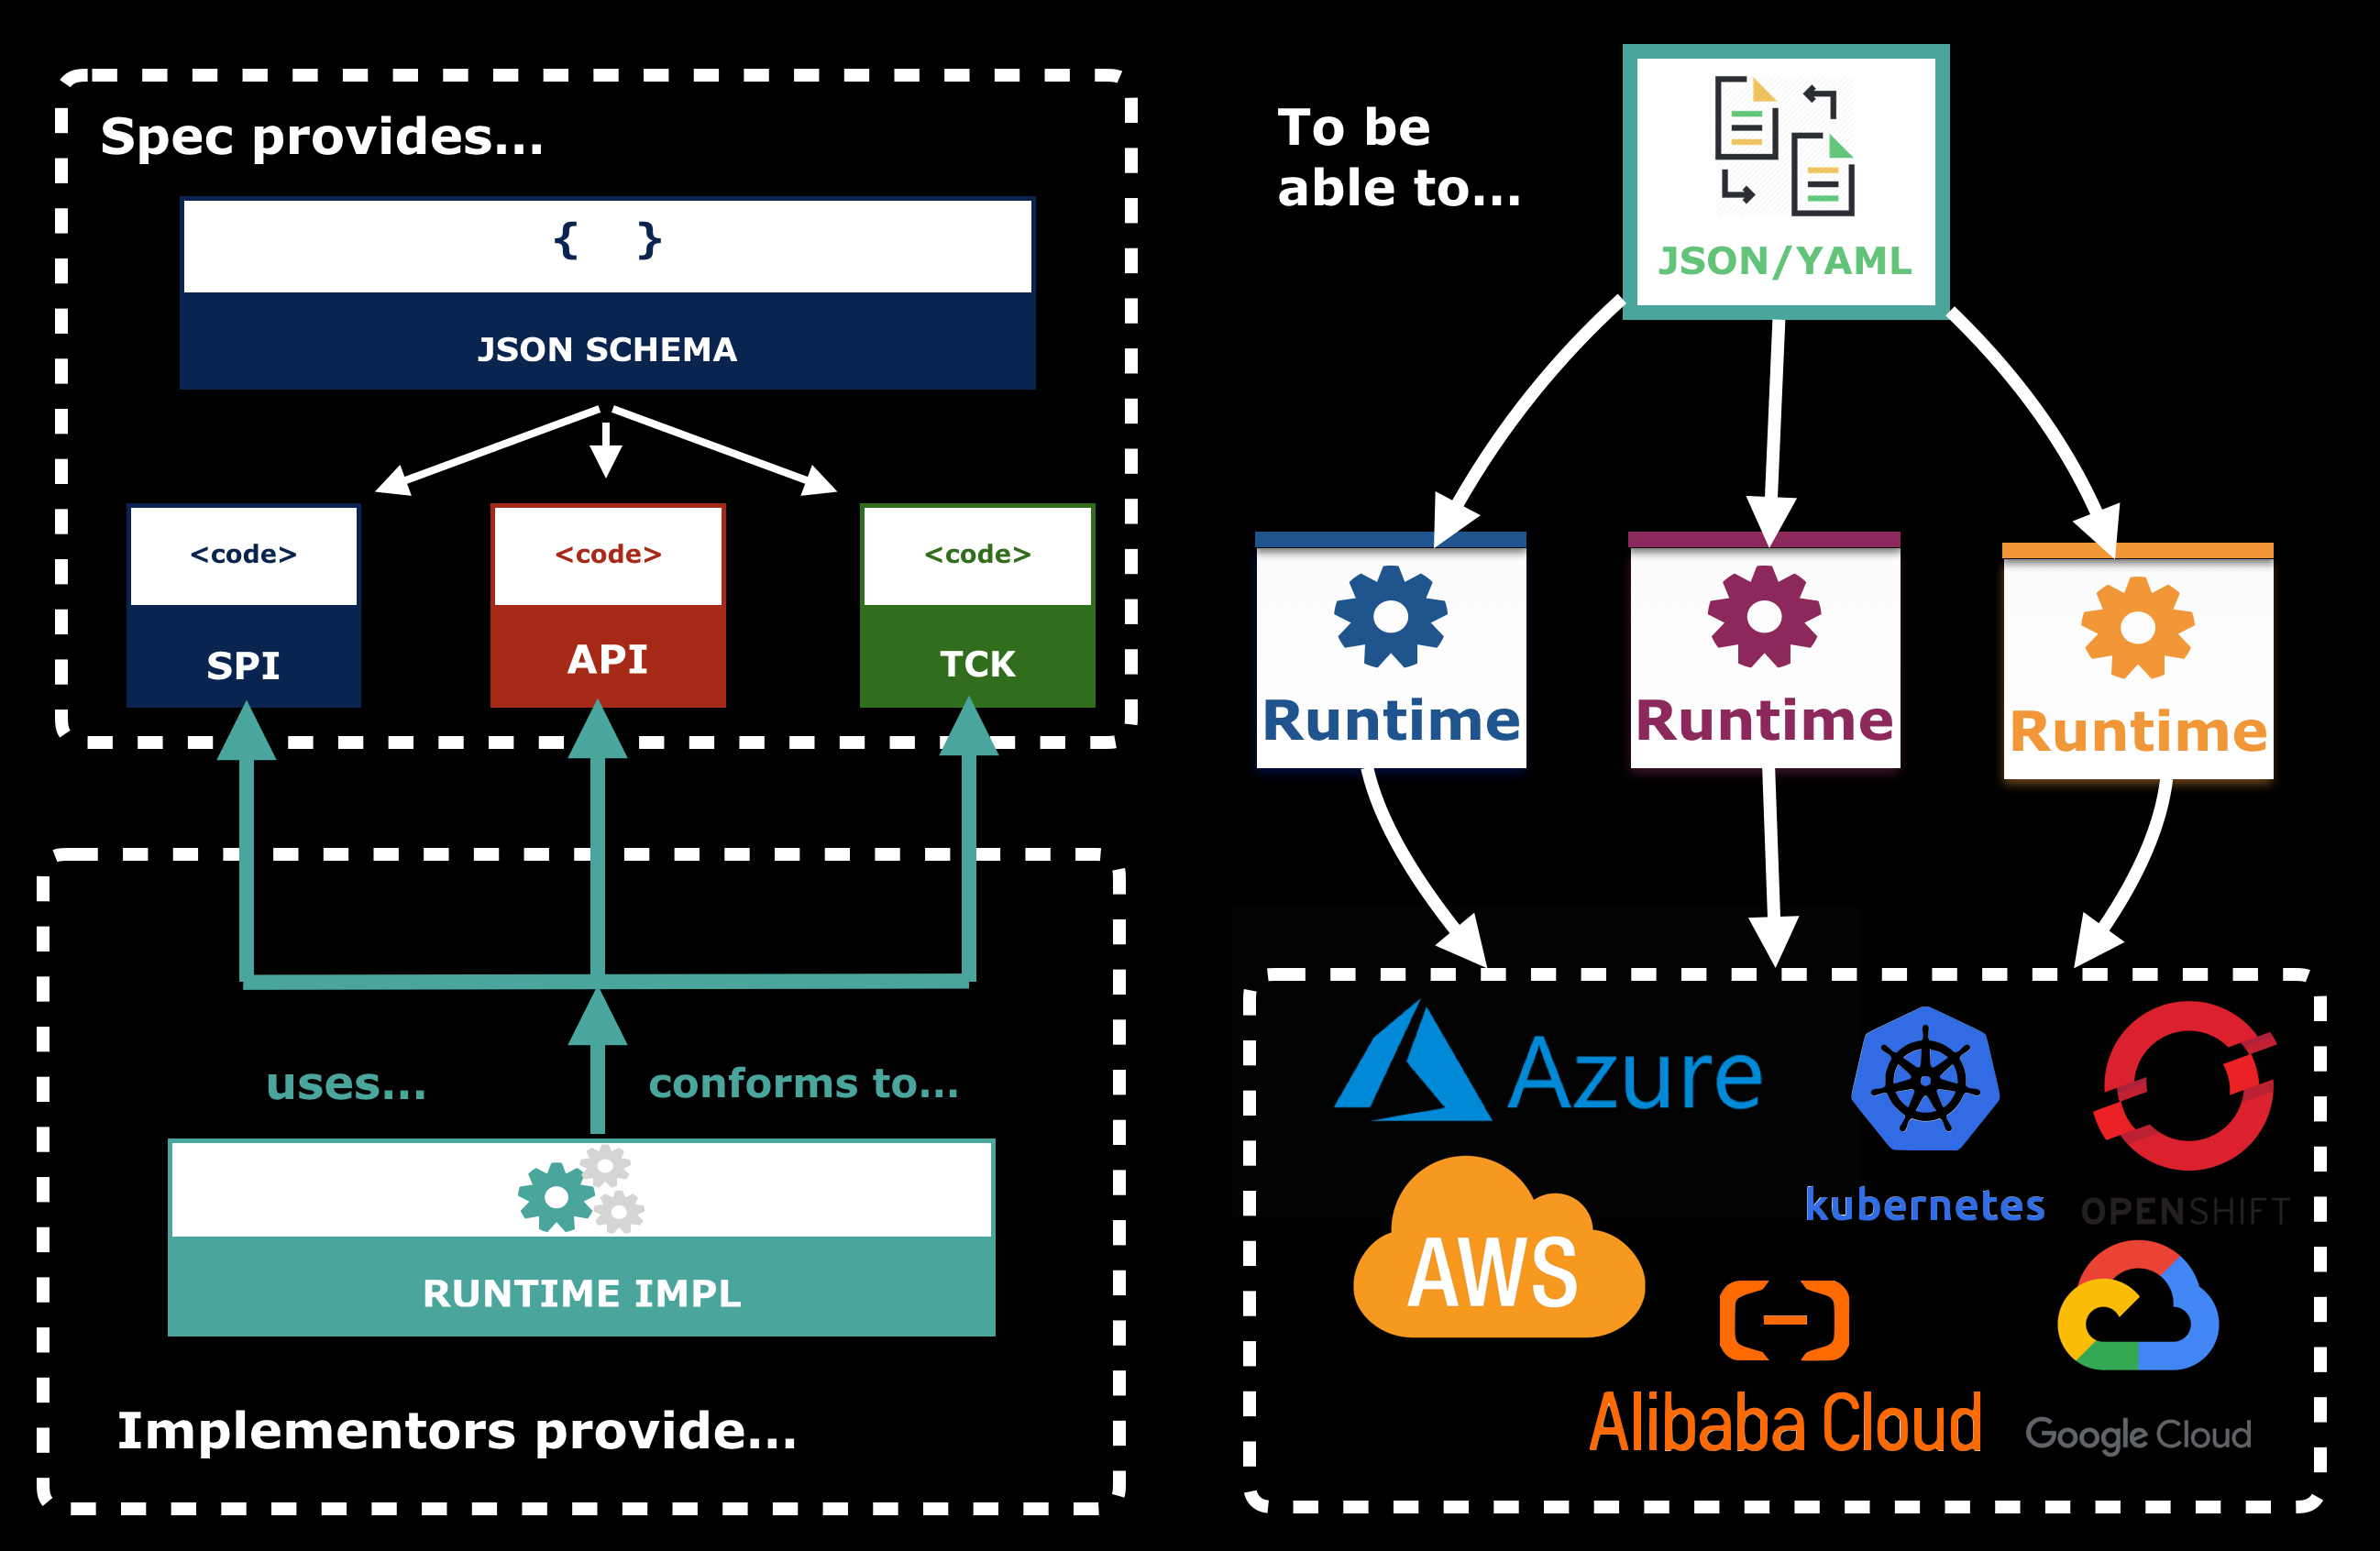 Spec provides...
{ }
JSON SCHEMA
<code>
<code>
<code>
SPI
API
TCK
uses...
conforms to...
RUNTIME IMPL
Implementors provide...
To be
able to...
JSON/YAML
Runtime
Runtime
Runtime
Azure
kubernetes
OPENSHIFT
AWS
Alibaba Cloud
Google Cloud